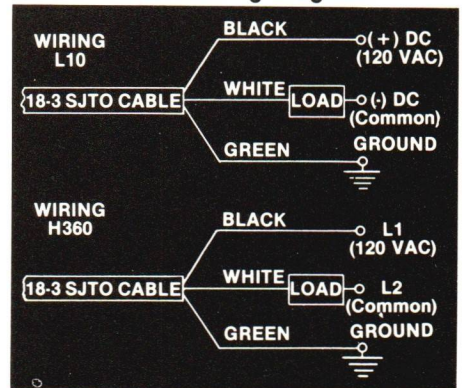 WIRING
L10
BLACK
(+) DC
(120 VAC)
18-3 SJTO CABLE
WHITE
LOAD
(-) DC
(Common)
GREEN
GROUND
WIRING
H360
BLACK
L1
(120 VAC)
18-3 SJTO CABLE
WHITE
LOAD
L2
(Common)
GREEN
GROUND